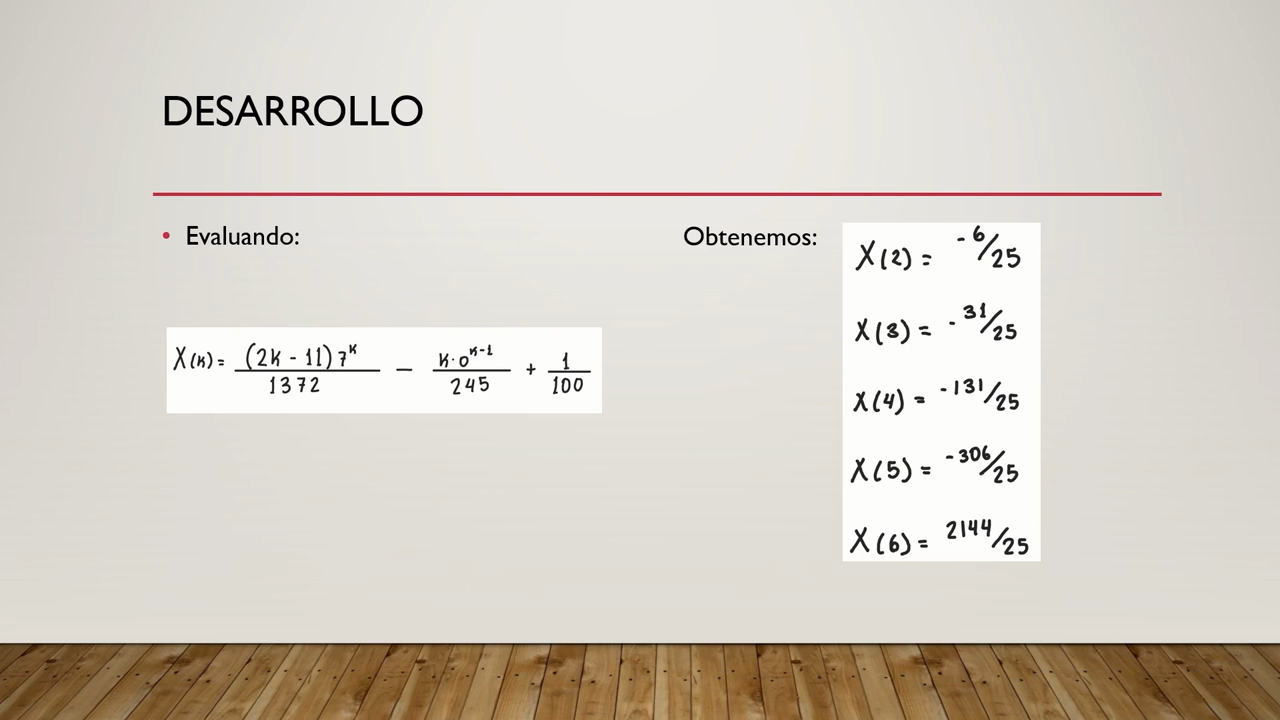 DESARROLLO
• Evaluando:
X(k) = (2k - 11) 7^k / 1372 - k·0^(k-1) / 245 + 1/100
Obtenemos:
X(2) = -6/25
X(3) = -31/25
X(4) = -131/25
X(5) = -306/25
X(6) = 2144/25